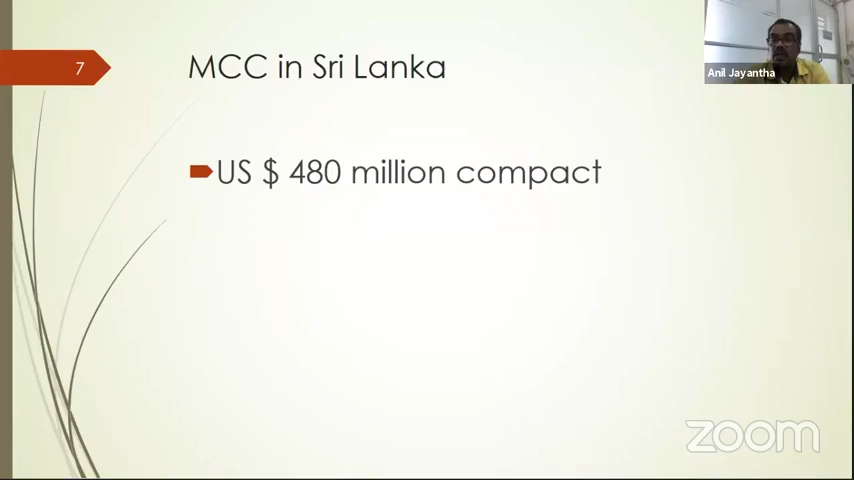 7
MCC in Sri Lanka
Anil Jayantha
US $ 480 million compact
zoom